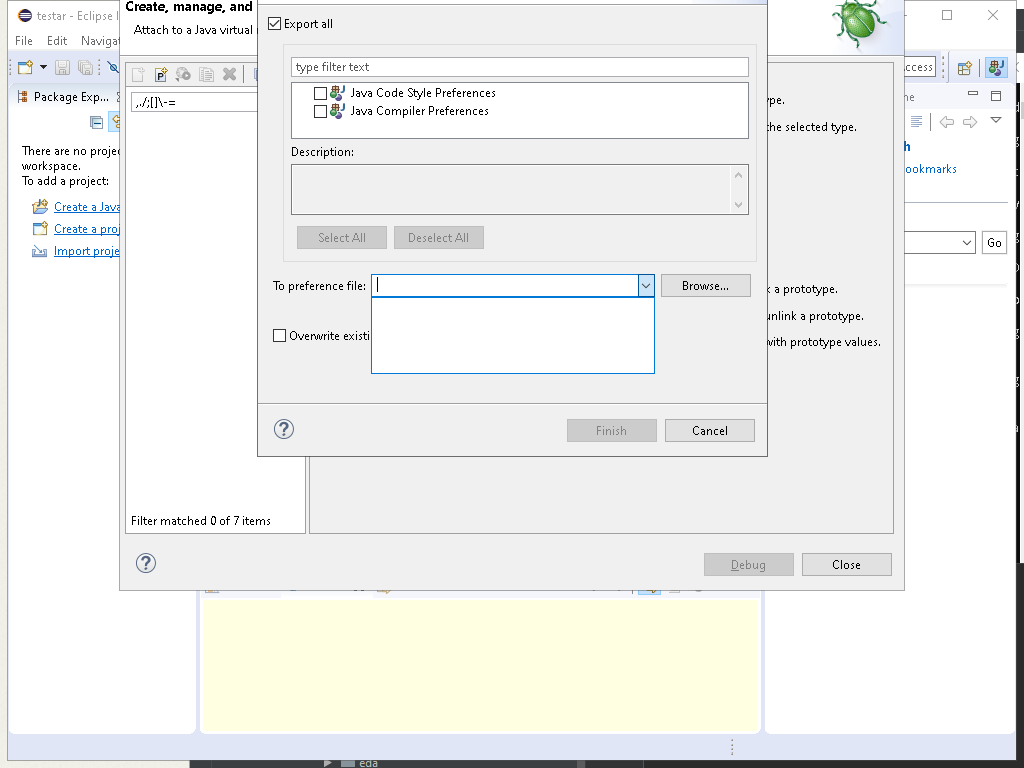 testar - Eclipse I
Create, manage, and
Attach to a Java virtual
Export all
File Edit Navigat
type filter text
Java Code Style Preferences
Java Compiler Preferences
Description:
Select All
Deselect All
To preference file:
Browse...
Overwrite existi
Finish
Cancel
Package Exp...
,./;[]\-=
There are no projec
workspace.
To add a project:
Create a Java
Create a proj
Import proje
Filter matched 0 of 7 items
ype.
he selected type.
k a prototype.
unlink a prototype.
with prototype values.
Debug
Close
ccess
ne
h
ookmarks
Go
eda